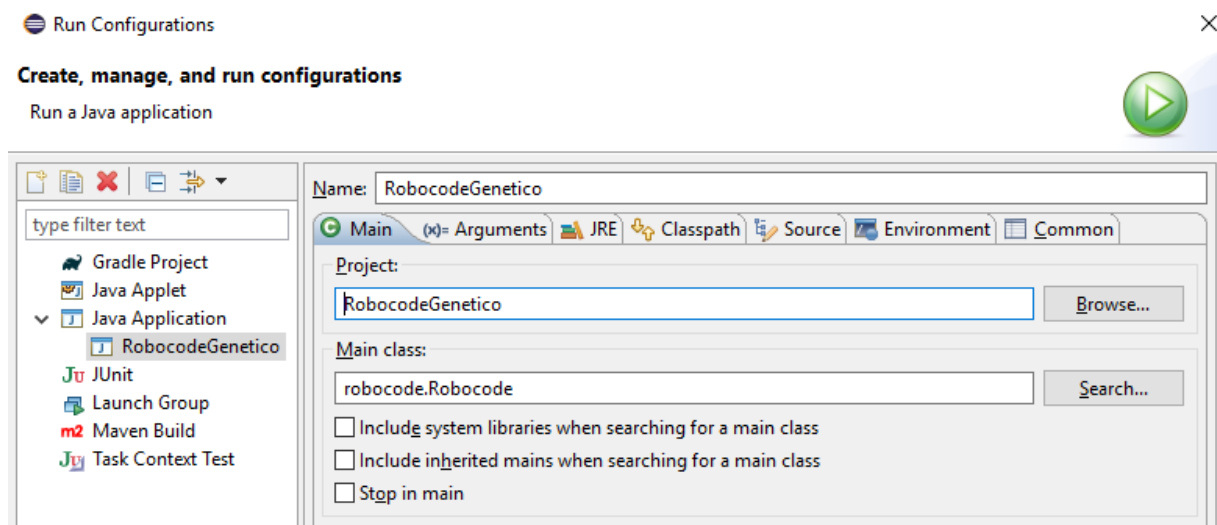 Run Configurations
Create, manage, and run configurations
Run a Java application
type filter text
Gradle Project
Java Applet
Java Application
RobocodeGenetico
JUnit
Launch Group
m2 Maven Build
Task Context Test
Name: RobocodeGenetico
Main (x)= Arguments JRE Classpath Source Environment Common
Project:
RobocodeGenetico Browse...
Main class:
robocode.Robocode Search...
Include system libraries when searching for a main class
Include inherited mains when searching for a main class
Stop in main